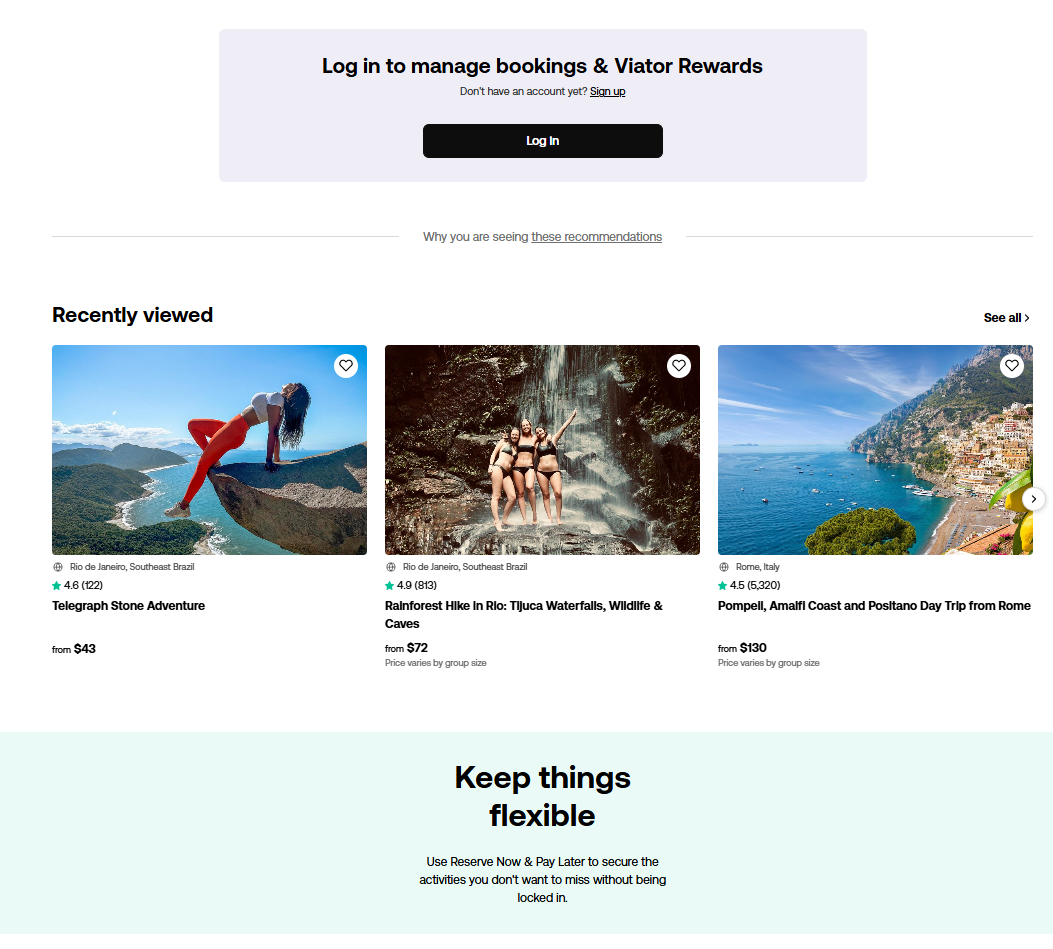 Log in to manage bookings & Viator Rewards
Don't have an account yet? Sign up
Log In
Why you are seeing these recommendations
Recently viewed
See all
Rio de Janeiro, Southeast Brazil
4.6 (122)
Telegraph Stone Adventure
from $43
Rio de Janeiro, Southeast Brazil
4.9 (813)
Rainforest Hike in Rio: Tijuca Waterfalls, Wildlife &
Caves
from $72
Price varies by group size
Rome, Italy
4.5 (5,320)
Pompeii, Amalfi Coast and Positano Day Trip from Rome
from $130
Price varies by group size
Keep things
flexible
Use Reserve Now & Pay Later to secure the
activities you don't want to miss without being
locked in.